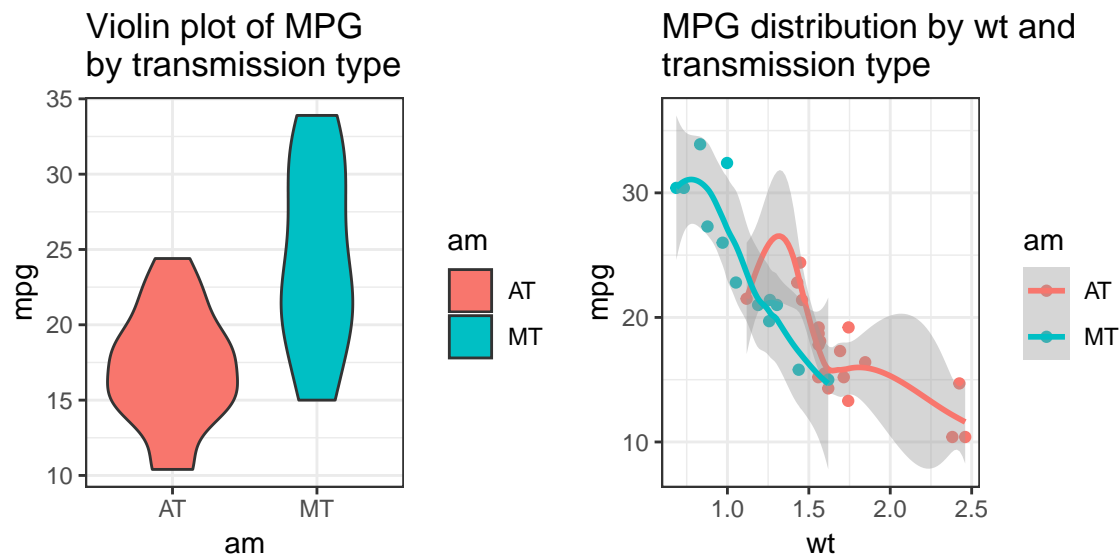 Violin plot of MPG
by transmission type
35
30
25
20
15
10
mpg
AT
MT
am
am
AT
MT
MPG distribution by wt and
transmission type
30
20
10
mpg
1.0
1.5
2.0
2.5
wt
am
AT
MT